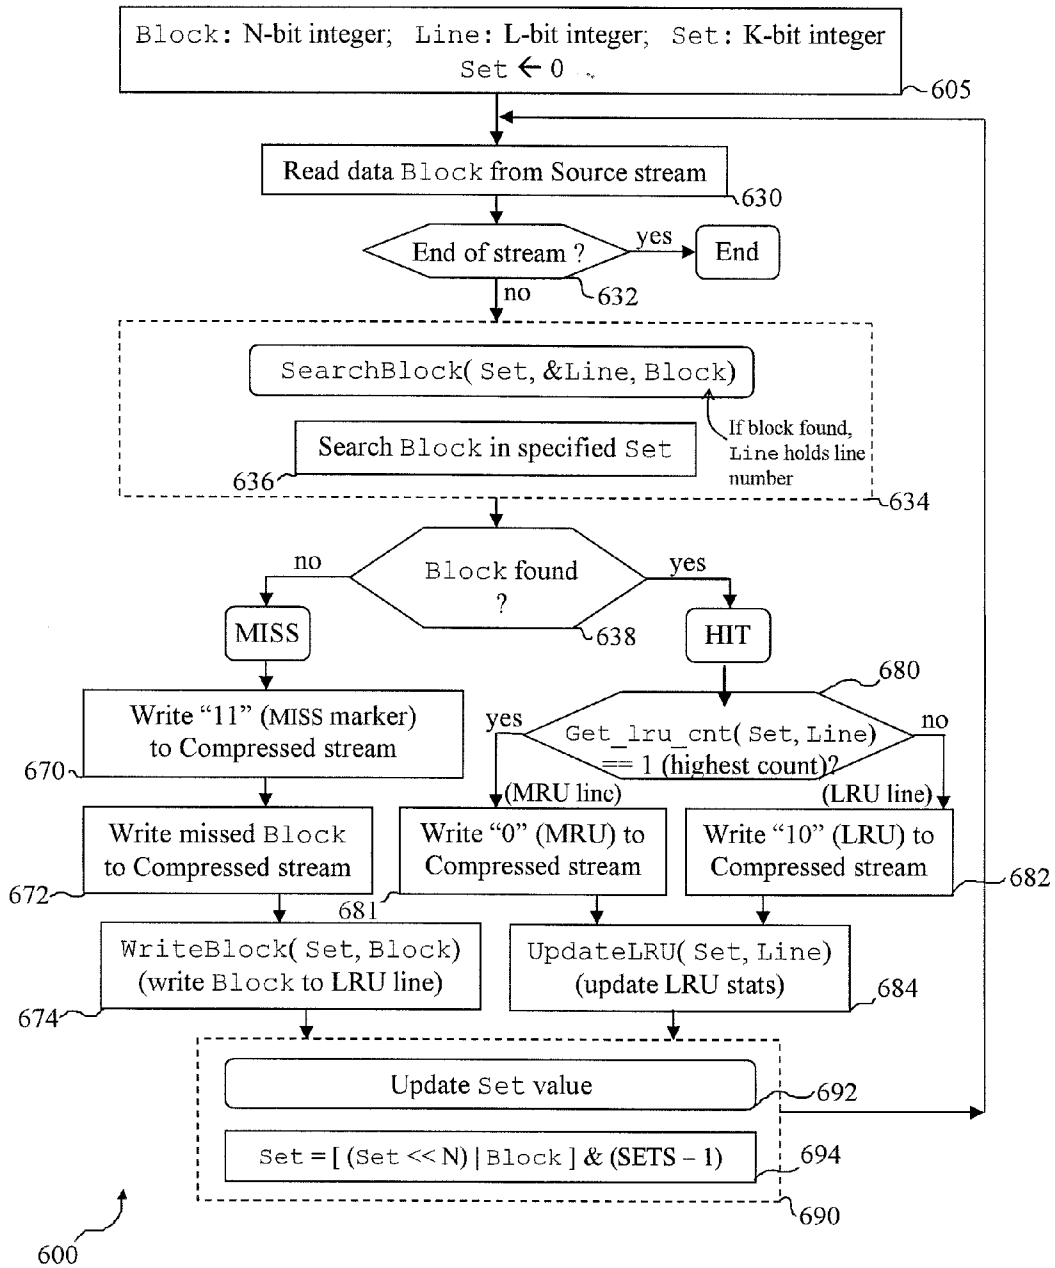 Block: N-bit integer; Line: L-bit integer; Set: K-bit integer
Set ← 0
605
Read data Block from Source stream
630
End of stream ?
yes
End
632
no
SearchBlock( Set, &Line, Block)
If block found,
Line holds line
number
Search Block in specified Set
636
634
no
Block found
?
yes
638
MISS
HIT
680
Write “11” (MISS marker)
to Compressed stream
670
yes
Get_lru_cnt( Set, Line)
== 1 (highest count)?
no
(MRU line)
(LRU line)
Write missed Block
to Compressed stream
672
Write “0” (MRU) to
Compressed stream
681
Write “10” (LRU) to
Compressed stream
682
WriteBlock( Set, Block)
(write Block to LRU line)
674
UpdateLRU( Set, Line)
(update LRU stats)
684
Update Set value
692
Set = [ (Set << N) | Block ] & (SETS – 1)
694
690
600